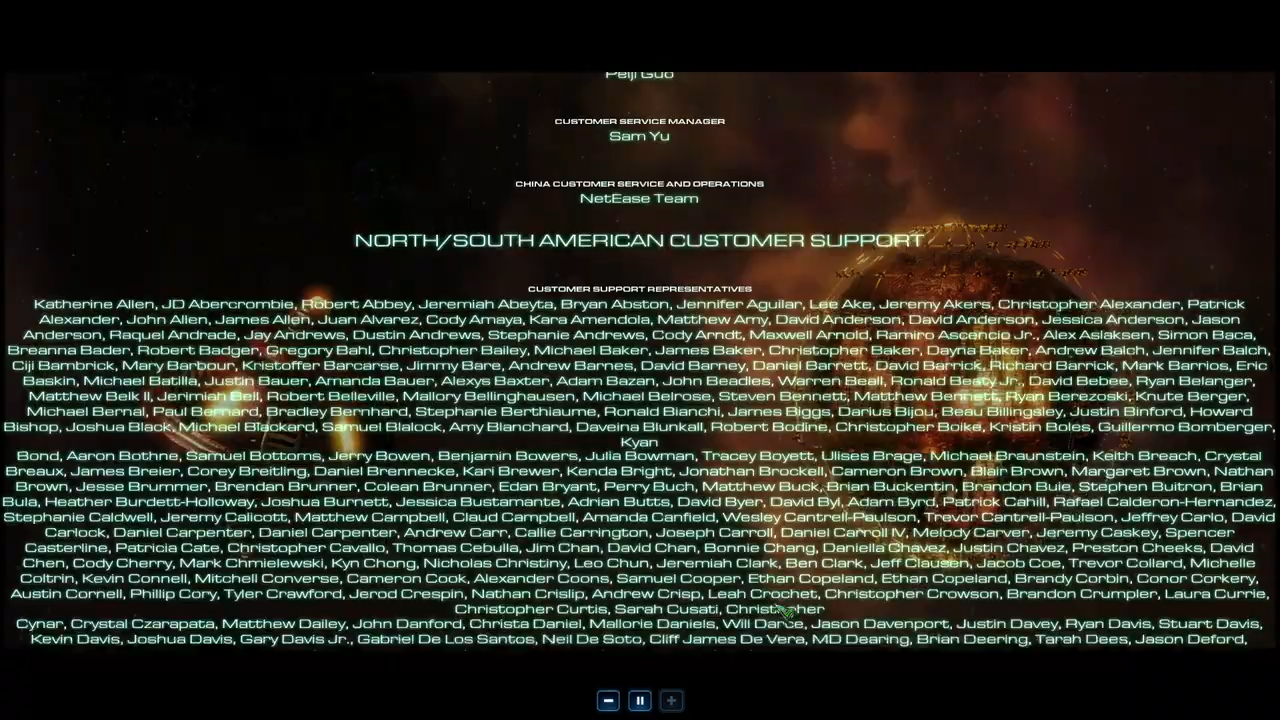 Peiji Guo
CUSTOMER SERVICE MANAGER
Sam Yu
CHINA CUSTOMER SERVICE AND OPERATIONS
NetEase Team
NORTH/SOUTH AMERICAN CUSTOMER SUPPORT
CUSTOMER SUPPORT REPRESENTATIVES
Katherine Allen, JD Abercrombie, Robert Abbey, Jeremiah Abeyta, Bryan Abston, Jennifer Aguilar, Lee Ake, Jeremy Akers, Christopher Alexander, Patrick
Alexander, John Allen, James Allen, Juan Alvarez, Cody Amaya, Kara Amendola, Matthew Amy, David Anderson, David Anderson, Jessica Anderson, Jason
Anderson, Raquel Andrade, Jay Andrews, Dustin Andrews, Stephanie Andrews, Cody Arndt, Maxwell Arnold, Ramiro Ascencio Jr., Alex Aslaksen, Simon Baca,
Breanna Bader, Robert Badger, Gregory Bahl, Christopher Bailey, Michael Baker, James Baker, Christopher Baker, Dayna Baker, Andrew Balch, Jennifer Balch,
Ciji Bambrick, Mary Barbour, Kristoffer Barcarse, Jimmy Bare, Andrew Barnes, David Barney, Daniel Barrett, David Barrick, Richard Barrick, Mark Barrios, Eric
Baskin, Michael Batilla, Justin Bauer, Amanda Bauer, Alexys Baxter, Adam Bazan, John Beadles, Warren Beall, Ronald Beaty Jr., David Bebee, Ryan Belanger,
Matthew Belk II, Jerimah Bell, Robert Belleville, Mallory Bellinghausen, Michael Belrose, Steven Bennett, Matthew Bennett, Ryan Berezoski, Knute Berger,
Michael Bernal, Paul Bernard, Bradley Bernhard, Stephanie Berthiaume, Ronald Bianchi, James Biggs, Darius Bijou, Beau Billingsley, Justin Binford, Howard
Bishop, Joshua Black, Michael Blackard, Samuel Blalock, Amy Blanchard, Daveina Blunkall, Robert Bodine, Christopher Boike, Kristin Boles, Guillermo Bomberger,
Kyan
Bond, Aaron Bothne, Samuel Bottoms, Jerry Bowen, Benjamin Bowers, Julia Bowman, Tracey Boyett, Ulises Brage, Michael Braunstein, Keith Breach, Crystal
Breaux, James Breier, Corey Breitling, Daniel Brennecke, Kari Brewer, Kenda Bright, Jonathan Brockell, Cameron Brown, Blair Brown, Margaret Brown, Nathan
Brown, Jesse Brummer, Brendan Brunner, Colean Brunner, Edan Bryant, Perry Buch, Matthew Buck, Brian Buckentin, Brandon Buie, Stephen Buitron, Brian
Bula, Heather Burdett-Holloway, Joshua Burnett, Jessica Bustamante, Adrian Butts, David Byer, David Byl, Adam Byrd, Patrick Cahill, Rafael Calderon-Hernandez,
Stephanie Caldwell, Jeremy Calicott, Matthew Campbell, Claud Campbell, Amanda Canfield, Wesley Cantrell-Paulson, Trevor Cantrell-Paulson, Jeffrey Carlo, David
Carlock, Daniel Carpenter, Daniel Carpenter, Andrew Carr, Callie Carrington, Joseph Carroll, Daniel Carroll IV, Melody Carver, Jeremy Caskey, Spencer
Casterline, Patricia Cate, Christopher Cavallo, Thomas Cebulla, Jim Chan, David Chan, Bonnie Chang, Daniella Chavez, Justin Chavez, Preston Cheeks, David
Chen, Cody Cherry, Mark Chmielewski, Kyn Chong, Nicholas Christiny, Leo Chun, Jeremiah Clark, Ben Clark, Jeff Clausen, Jacob Coe, Trevor Collard, Michelle
Coltrin, Kevin Connell, Mitchell Converse, Cameron Cook, Alexander Coons, Samuel Cooper, Ethan Copeland, Ethan Copeland, Brandy Corbin, Conor Corkery,
Austin Cornell, Phillip Cory, Tyler Crawford, Jerod Crespin, Nathan Crislip, Andrew Crisp, Leah Crochet, Christopher Crowson, Brandon Crumpler, Laura Currie,
Christopher Curtis, Sarah Cusati, Christopher
Cynar, Crystal Czarapata, Matthew Dailey, John Danford, Christa Daniel, Mallorie Daniels, Will Darce, Jason Davenport, Justin Davey, Ryan Davis, Stuart Davis,
Kevin Davis, Joshua Davis, Gary Davis Jr., Gabriel De Los Santos, Neil De Soto, Cliff James De Vera, MD Dearing, Brian Deering, Tarah Dees, Jason Deford,